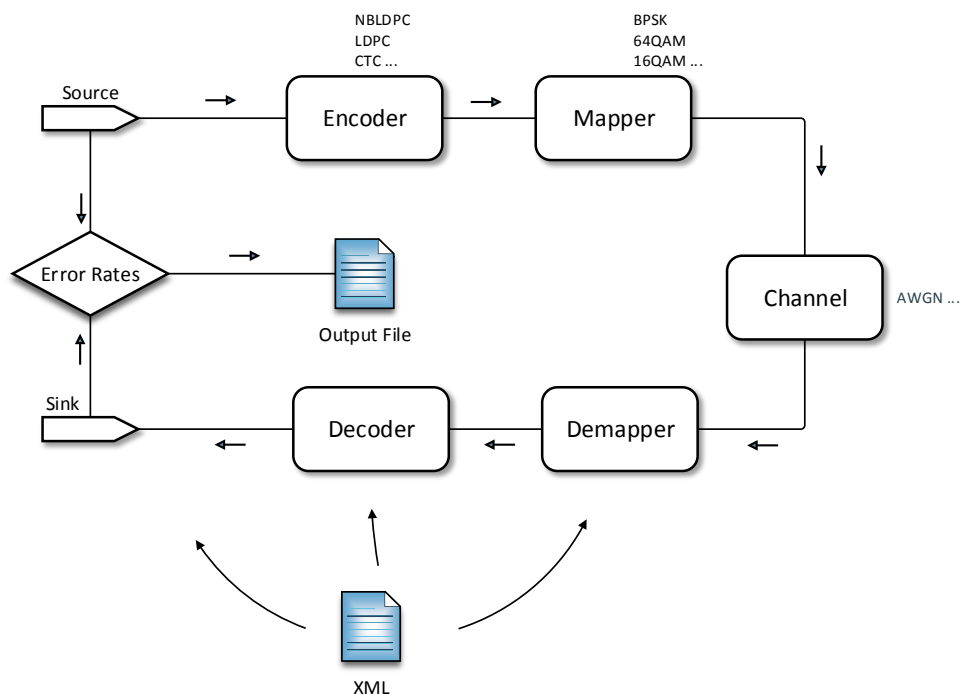 NBLDPC
LDPC
CTC ...
BPSK
64QAM
16QAM ...
Source
Encoder
Mapper
Error Rates
Output File
Channel
AWGN ...
Sink
Decoder
Demapper
XML